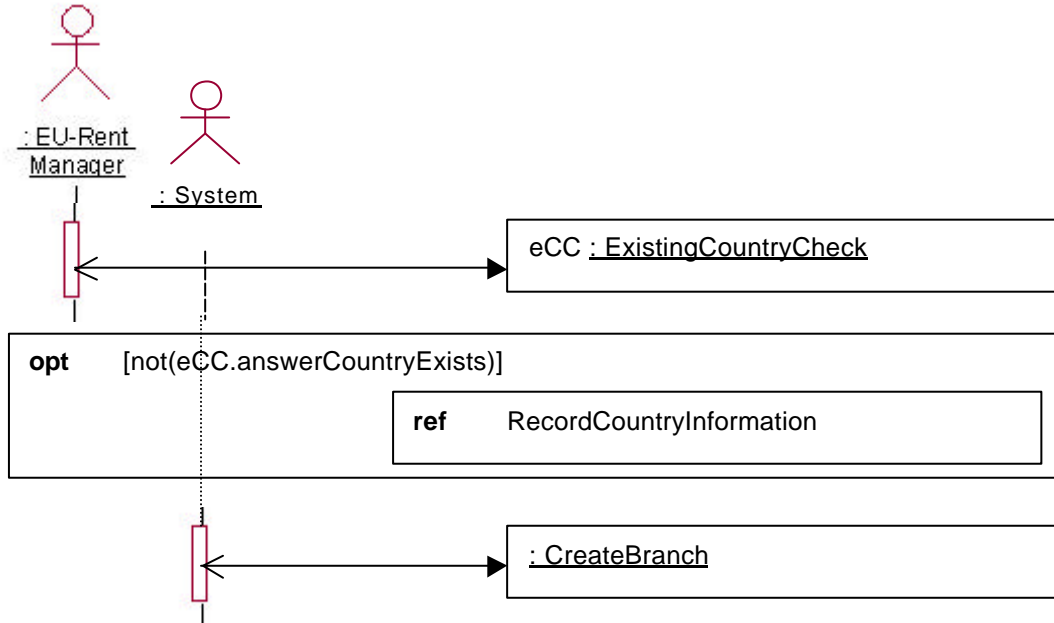 : EU-Rent
Manager
: System
eCC : ExistingCountryCheck
opt [not(eCC.answerCountryExists)]
ref RecordCountryInformation
: CreateBranch